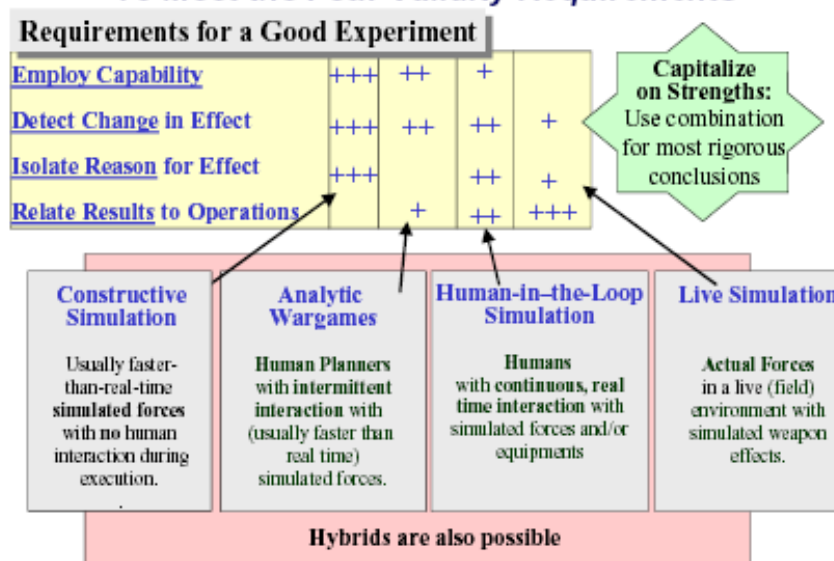 Requirements for a Good Experiment
Employ Capability +++ ++ +
Detect Change in Effect +++ ++ ++ +
Isolate Reason for Effect +++ ++ +
Relate Results to Operations + ++ +++
Capitalize
on Strengths:
Use combination
for most rigorous
conclusions
Constructive
Simulation
Usually faster-
than-real-time
simulated forces
with no human
interaction during
execution.
.
Analytic
Wargames
Human Planners
with intermittent
interaction with
(usually faster than
real time)
simulated forces.
Human-in-the-Loop
Simulation
Humans
with continuous, real
time interaction with
simulated forces and/or
equipments
Live Simulation
Actual Forces
in a live (field)
environment with
simulated weapon
effects.
Hybrids are also possible